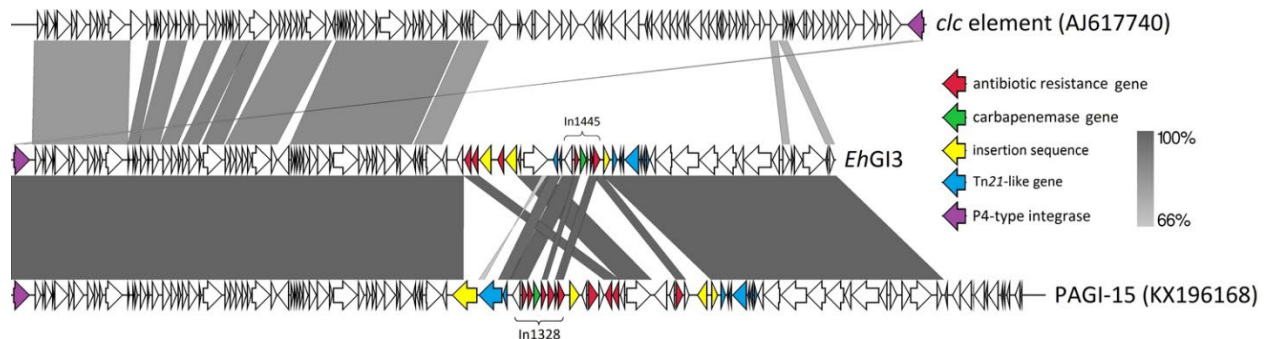 clc element (AJ617740)
antibiotic resistance gene
carbapenemase gene
insertion sequence
Tn21-like gene
P4-type integrase
100%
66%
In1445
EhGI3
PAGI-15 (KX196168)
In1328